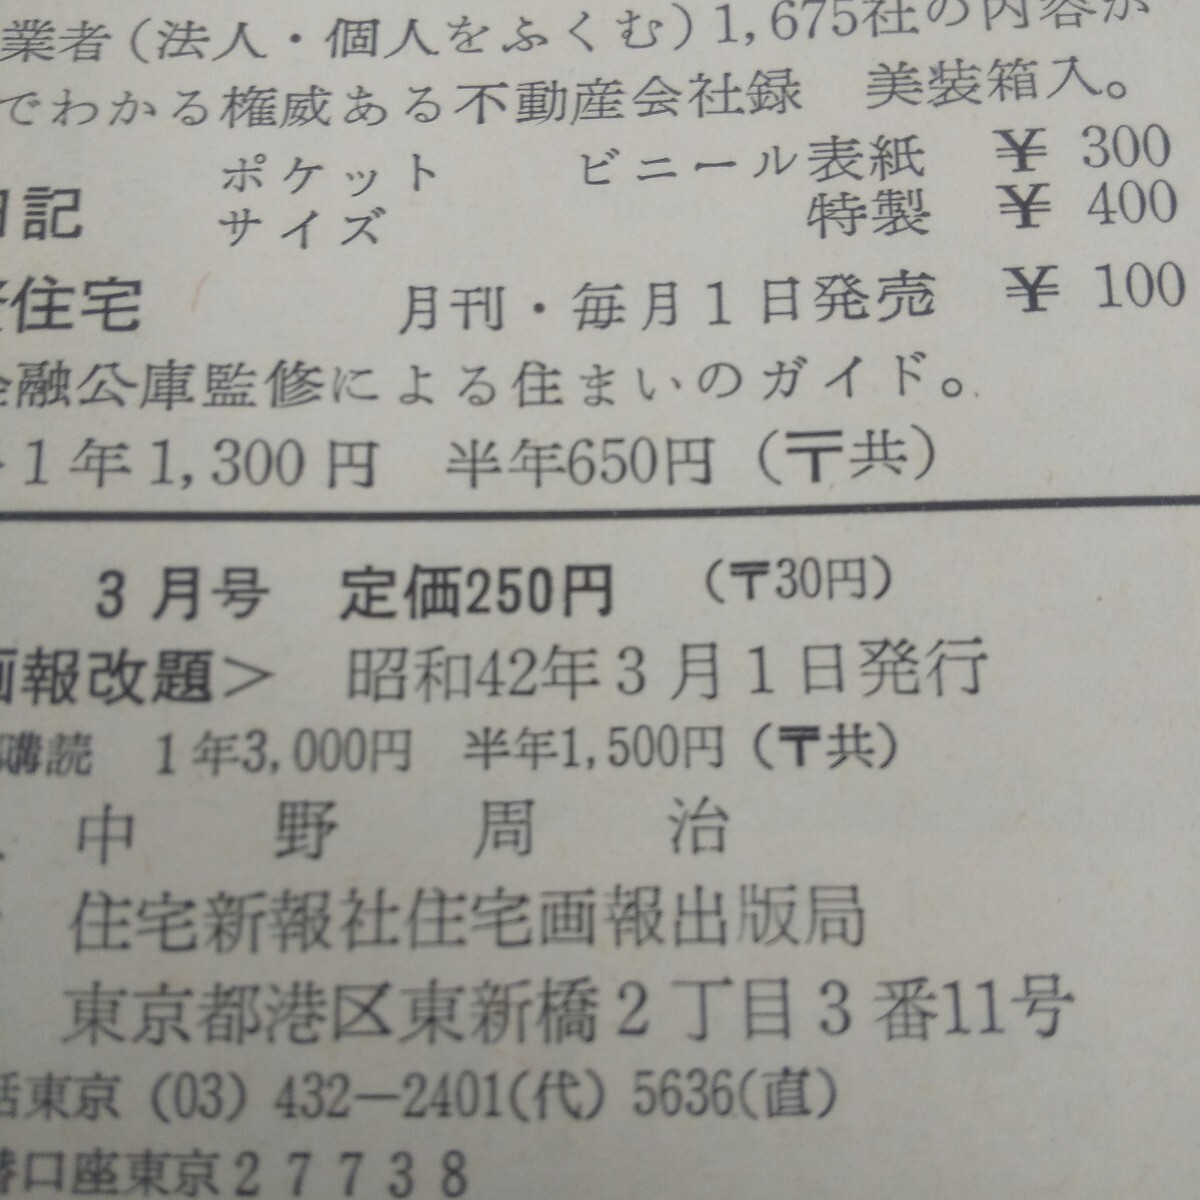 業者(法人・個人をふくむ)1,675社の内容が
でわかる権威ある不動産会社録　美装箱入。
ポケット　ビニール表紙　¥ 300
日記　サイズ　特製　¥ 400
住宅　月刊・毎月1日発売　¥ 100
金融公庫監修による住まいのガイド。
1年1,300円　半年650円(〒共)
3月号　定価250円　(〒30円)
画報改題＞　昭和42年3月1日発行
購読　1年3,000円　半年1,500円(〒共)
中　野　周　治
住宅新報社住宅画報出版局
東京都港区東新橋2丁目3番11号
話東京(03)432-2401(代)5636(直)
替口座東京27738